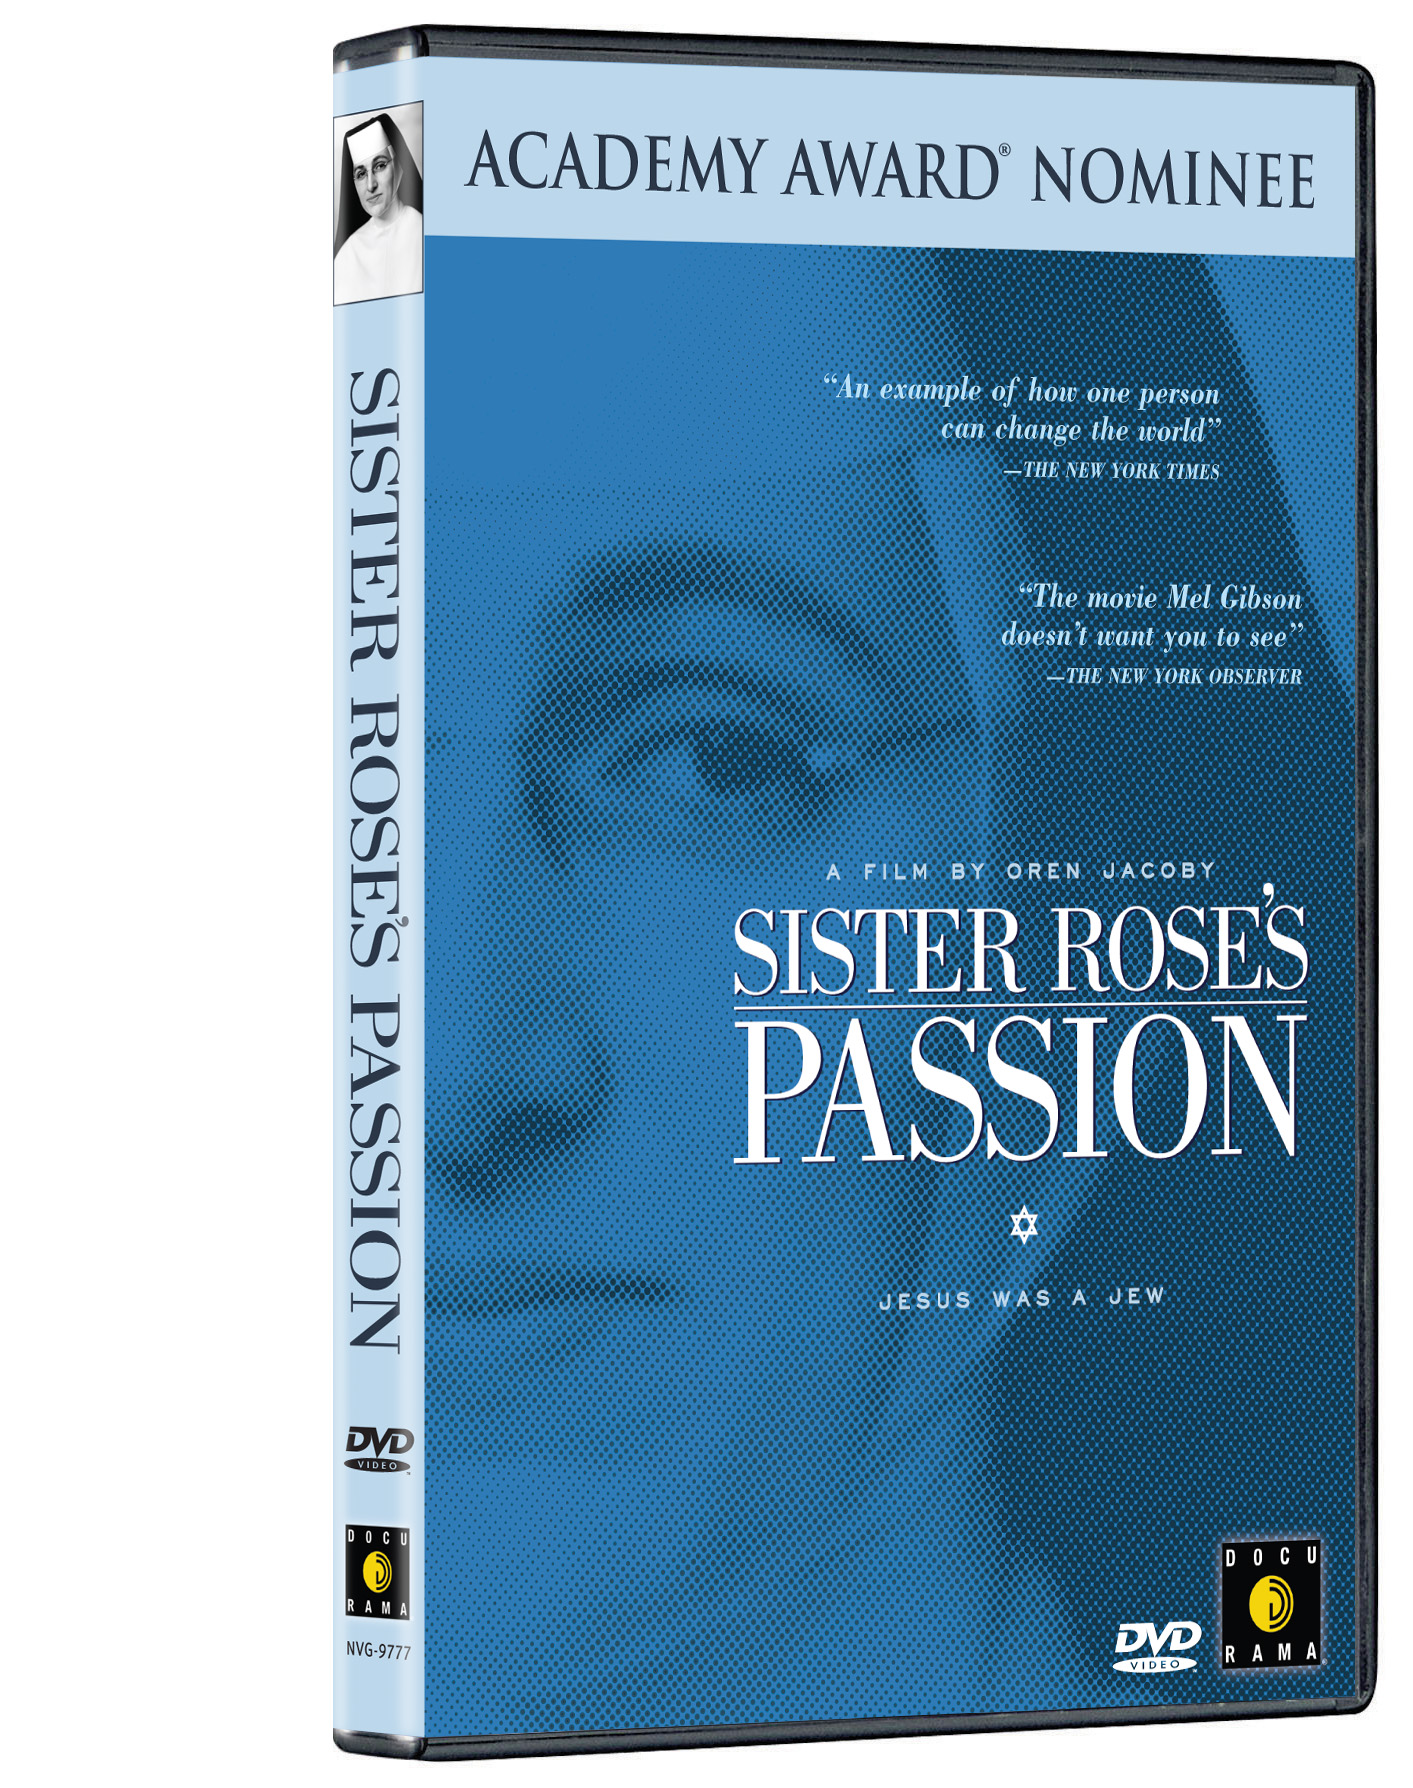 ACADEMY AWARD® NOMINEE
“An example of how one person
can change the world”
—THE NEW YORK TIMES
“The movie Mel Gibson
doesn’t want you to see”
—THE NEW YORK OBSERVER
A FILM BY OREN JACOBY
SISTER ROSE’S
PASSION
JESUS WAS A JEW
DVD
VIDEO
DOCU
RAMA®
SISTER ROSE’S PASSION
DVD
VIDEO™
DOCU
RAMA
NVG-9777